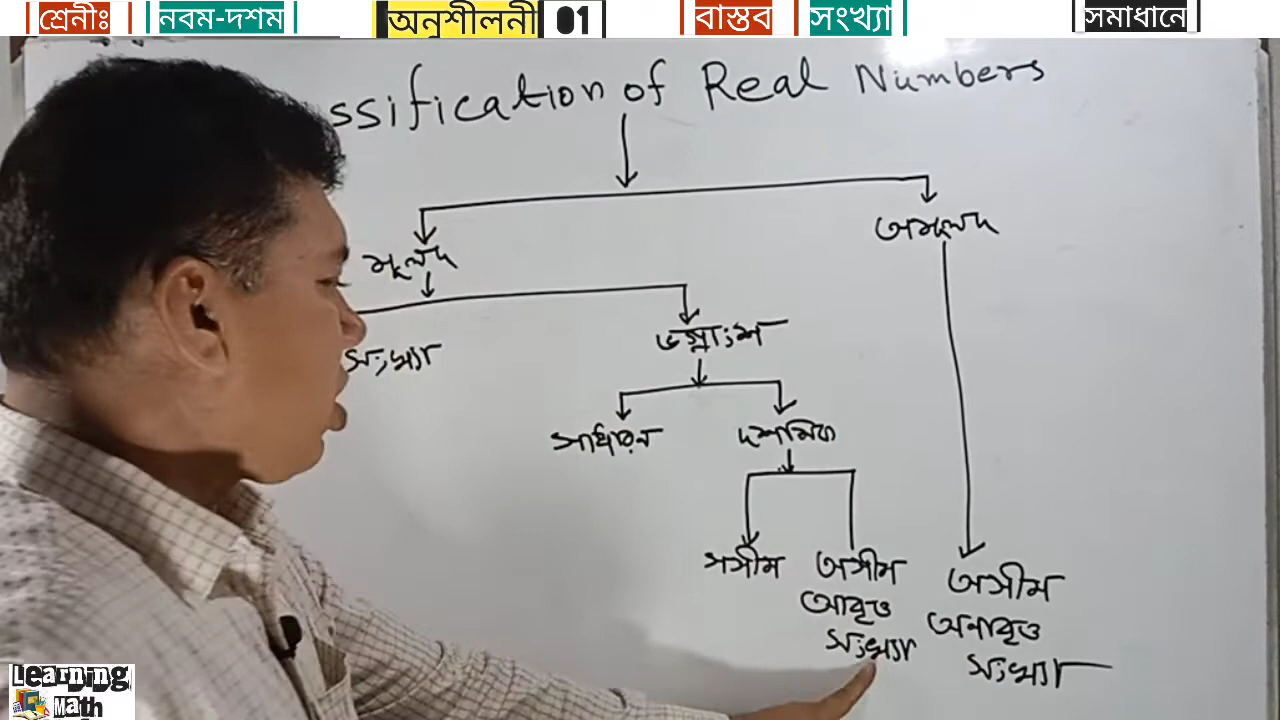 শ্রেনীঃ নবম-দশম অনুশীলনী 01 বাস্তব সংখ্যা সমাধানে
ssification of Real Numbers
মূলদ অমূলদ
সংখ্যা ভগ্নাংশ
সাধারন দশমিক
সসীম অসীম আবৃত্ত সংখ্যা
অসীম অনাবৃত্ত সংখ্যা
Learning
Math